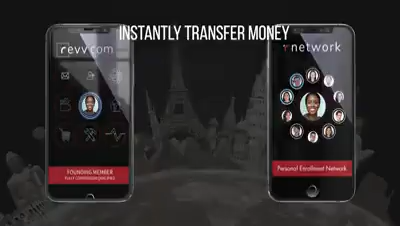 INSTANTLY TRANSFER MONEY
revv.com
network
FOUNDING MEMBER
Personal Enrollment Network